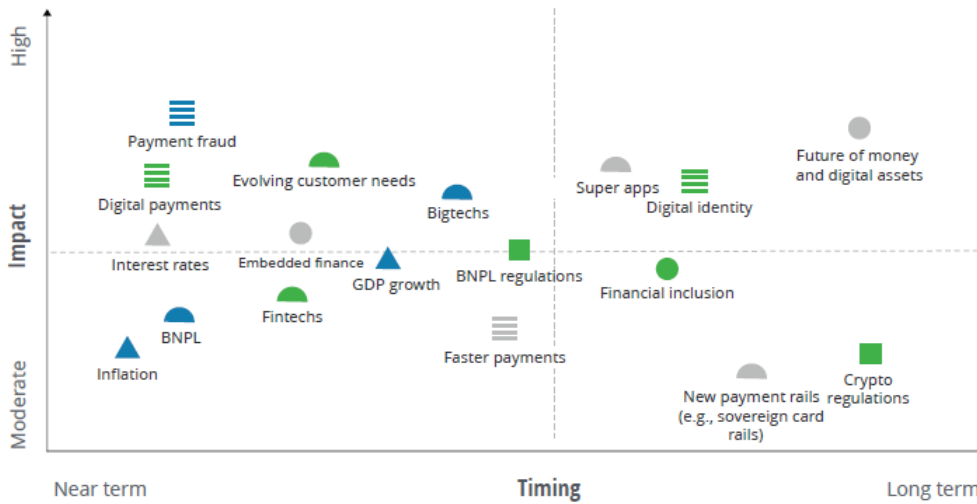 High
Payment fraud
Evolving customer needs
Future of money
and digital assets
Digital payments
Bigtechs
Super apps
Digital identity
Impact
Interest rates
Embedded finance
GDP growth
BNPL regulations
Financial inclusion
Fintechs
BNPL
Faster payments
Inflation
New payment rails
(e.g., sovereign card
rails)
Crypto
regulations
Moderate
Near term
Timing
Long term